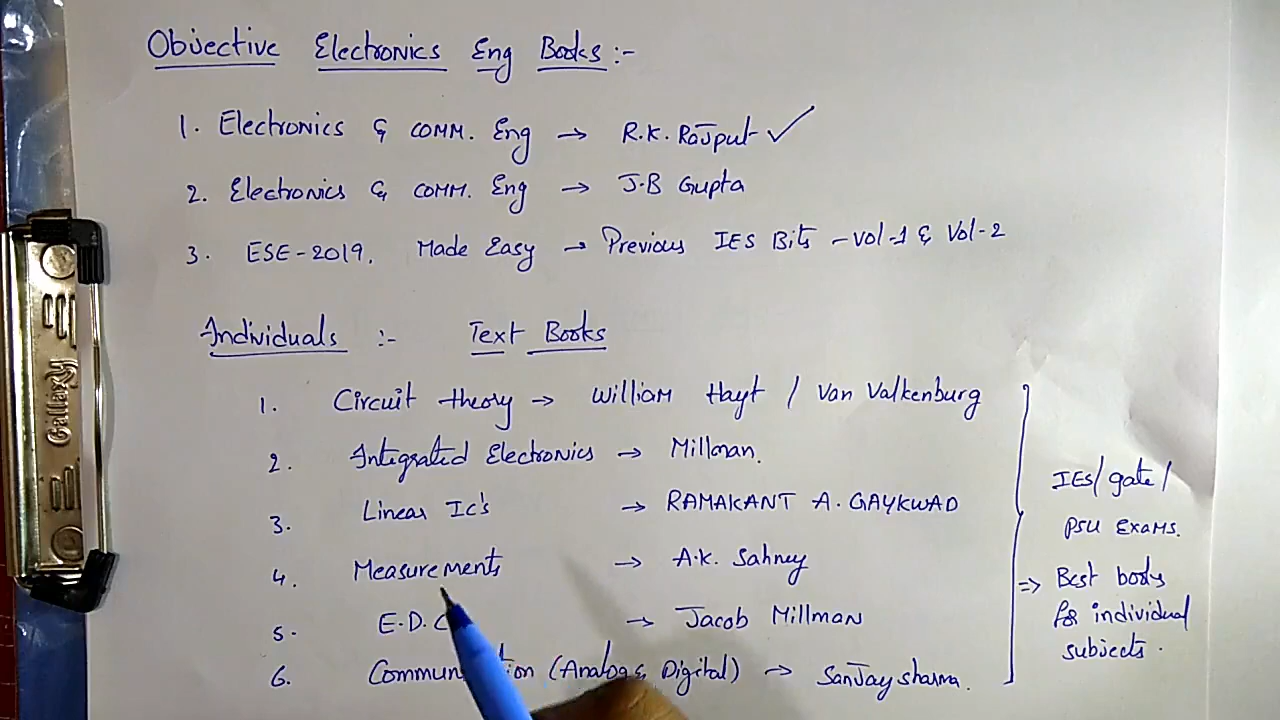 Objective Electronics Eng Books :-
1. Electronics & comm. Eng → R.K. Rajput ✓
2. Electronics & comm. Eng → J.B Gupta
3. ESE-2019. Made Easy → Previous IES Bits - Vol-1 & Vol-2
Individuals :- Text Books
1. Circuit theory → William Hayt / Van Valkenburg
2. Integrated Electronics → Millman.
3. Linear Ic's → RAMAKANT A. GAYKWAD
4. Measurements → A.K. Sahney
5. E.D.C → Jacob Millman
6. Communication (Analog & Digital) → Sanjay sharma.
IES/gate/
PSU Exams.
⇒ Best body
for individual
subjects.
Gallaxy